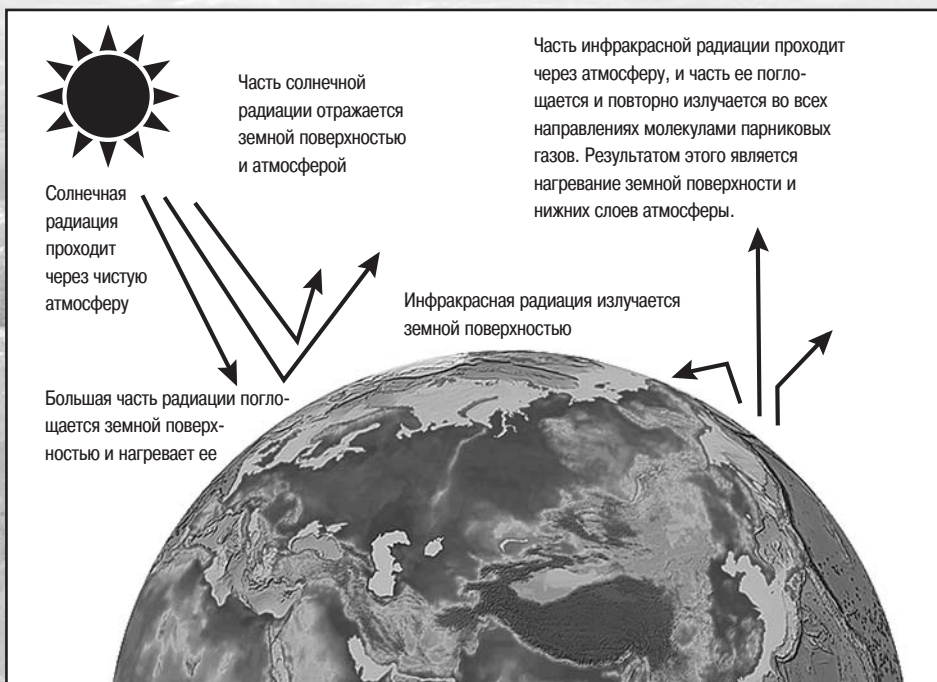 Часть солнечной
радиации отражается
земной поверхностью
и атмосферой
Часть инфракрасной радиации проходит
через атмосферу, и часть ее погло-
щается и повторно излучается во всех
направлениях молекулами парниковых
газов. Результатом этого является
нагревание земной поверхности и
нижних слоев атмосферы.
Солнечная
радиация
проходит
через чистую
атмосферу
Инфракрасная радиация излучается
земной поверхностью
Большая часть радиации погло-
щается земной поверх-
ностью и нагревает ее